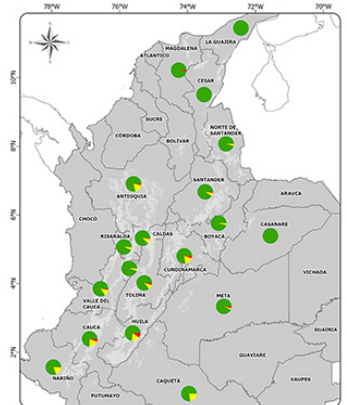 78°W 76°W 74°W 72°W 70°W
LA GUAJIRA
MAGDALENA
ATLANTICO
10°N
CESAR
SUCRE
NORTE DE
SANTANDER
CÓRDOBA
BOLÍVAR
8°N
SANTANDER
ANTIOQUIA
ARAUCA
6°N
CHOCÓ
CALDAS
RISARALDA
BOYACÁ
CASANARE
CUNDINAMARCA
4°N
VICHADA
TOLIMA
VALLE DEL
CAUCA
META
GUAINIA
HUILA
CAUCA
2°N
GUAVIARE
NARIÑO
CAQUETÁ
VAUPES
PUTUMAYO